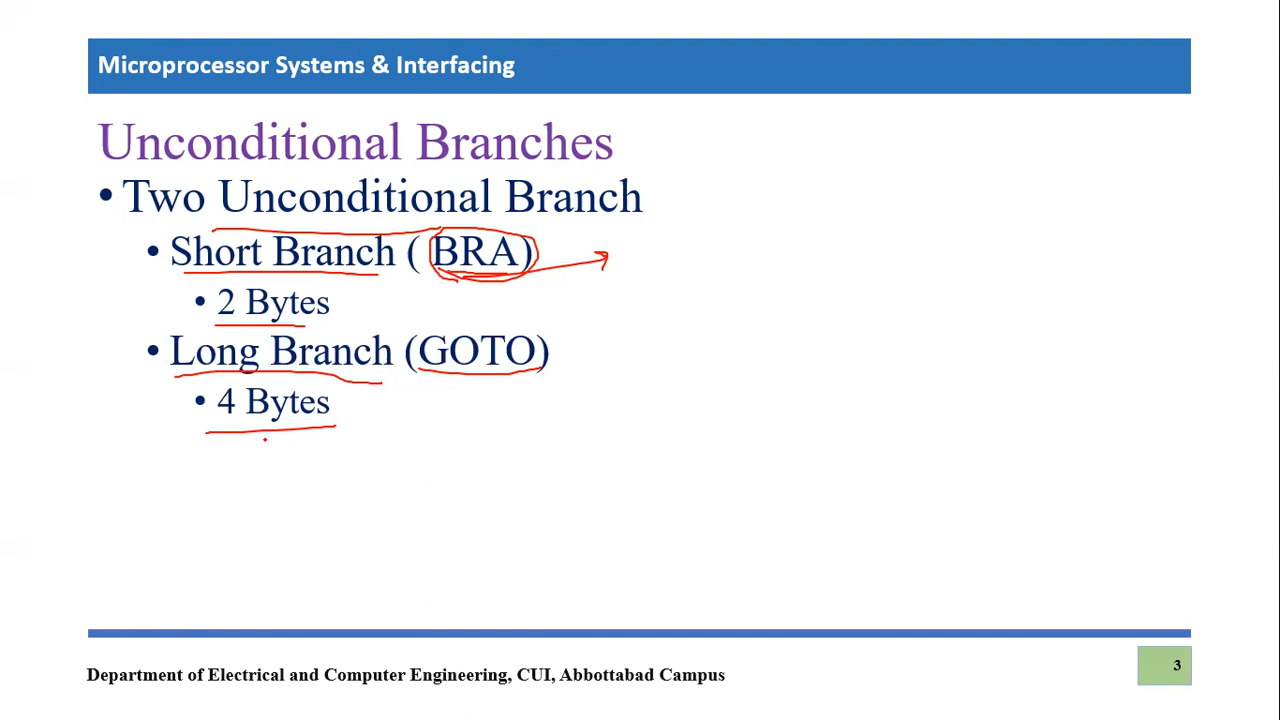 Microprocessor Systems & Interfacing
Unconditional Branches
• Two Unconditional Branch
• Short Branch ( BRA)
• 2 Bytes
• Long Branch (GOTO)
• 4 Bytes
Department of Electrical and Computer Engineering, CUI, Abbottabad Campus
3